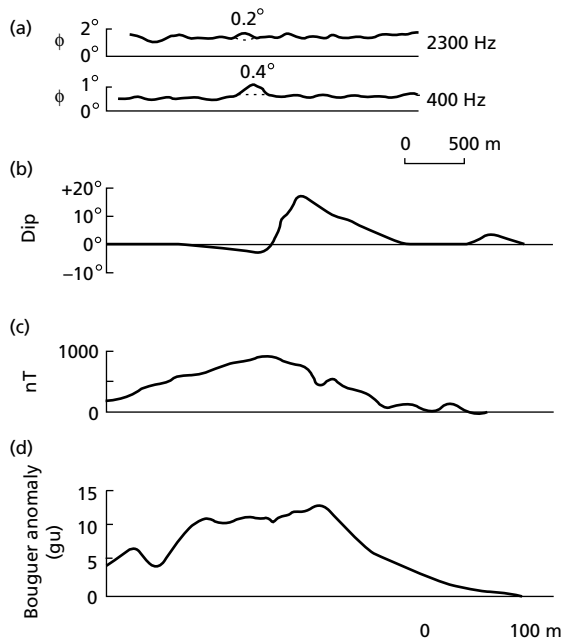 (a)
0.2°
ϕ 2° 0° 2300 Hz
0.4°
ϕ 1° 0° 400 Hz
0 500 m
(b)
Dip
+20°
10°
0°
−10°
(c)
nT
1000
0
(d)
Bouguer anomaly
(gu)
15
10
5
0
0 100 m